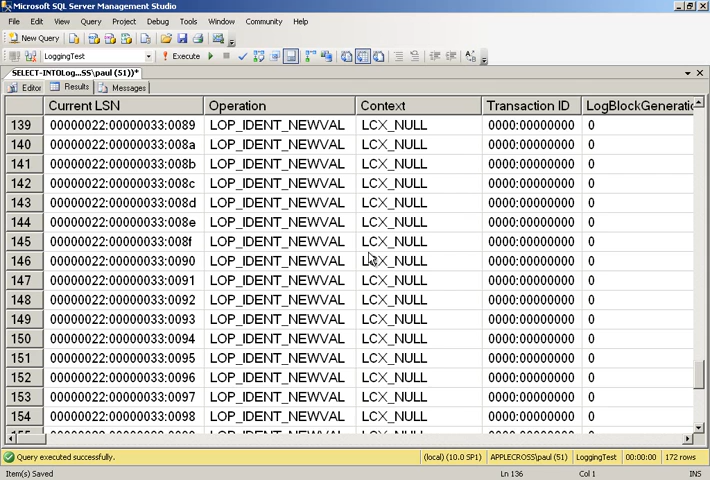 Microsoft SQL Server Management Studio
File Edit View Query Project Debug Tools Window Community Help
New Query
LoggingTest Execute
SELECT-INTOLog...SS\paul (51))*
Editor Results Messages
Current LSN Operation Context Transaction ID LogBlockGeneratio
139 00000022:00000033:0089 LOP_IDENT_NEWVAL LCX_NULL 0000:00000000 0
140 00000022:00000033:008a LOP_IDENT_NEWVAL LCX_NULL 0000:00000000 0
141 00000022:00000033:008b LOP_IDENT_NEWVAL LCX_NULL 0000:00000000 0
142 00000022:00000033:008c LOP_IDENT_NEWVAL LCX_NULL 0000:00000000 0
143 00000022:00000033:008d LOP_IDENT_NEWVAL LCX_NULL 0000:00000000 0
144 00000022:00000033:008e LOP_IDENT_NEWVAL LCX_NULL 0000:00000000 0
145 00000022:00000033:008f LOP_IDENT_NEWVAL LCX_NULL 0000:00000000 0
146 00000022:00000033:0090 LOP_IDENT_NEWVAL LCX_NULL 0000:00000000 0
147 00000022:00000033:0091 LOP_IDENT_NEWVAL LCX_NULL 0000:00000000 0
148 00000022:00000033:0092 LOP_IDENT_NEWVAL LCX_NULL 0000:00000000 0
149 00000022:00000033:0093 LOP_IDENT_NEWVAL LCX_NULL 0000:00000000 0
150 00000022:00000033:0094 LOP_IDENT_NEWVAL LCX_NULL 0000:00000000 0
151 00000022:00000033:0095 LOP_IDENT_NEWVAL LCX_NULL 0000:00000000 0
152 00000022:00000033:0096 LOP_IDENT_NEWVAL LCX_NULL 0000:00000000 0
153 00000022:00000033:0097 LOP_IDENT_NEWVAL LCX_NULL 0000:00000000 0
154 00000022:00000033:0098 LOP_IDENT_NEWVAL LCX_NULL 0000:00000000 0
Query executed successfully. (local) (10.0 SP1) APPLECROSS\paul (51) LoggingTest 00:00:00 172 rows
Item(s) Saved Ln 136 Col 1 INS